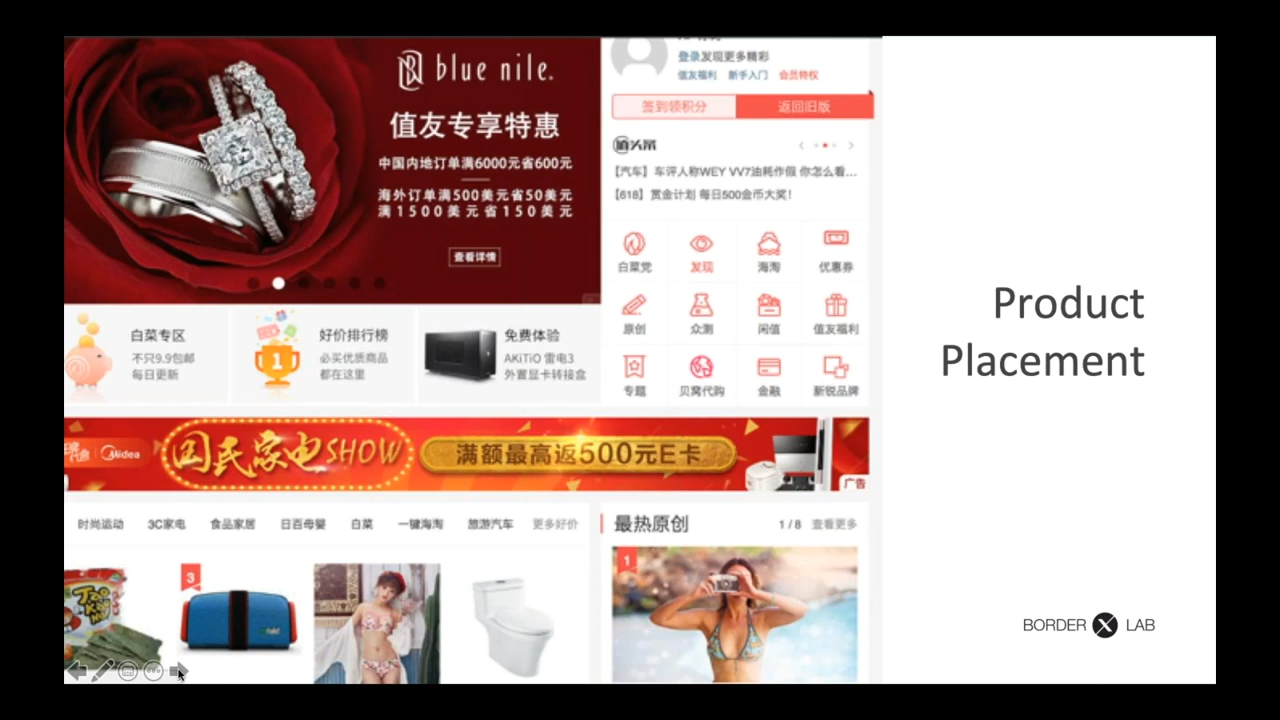 blue nile.
值友专享特惠
中国内地订单满6000元省600元
海外订单满500美元省50美元
满1500美元省150美元
查看详情
登录发现更多精彩
值友福利 新手入门 会员特权
签到领积分 返回旧版
值头条
【汽车】车评人称WEY VV7油耗作假 你怎么看...
【618】赏金计划 每日500金币大奖！
白菜党 发现 海淘 优惠券
原创 众测 闲值 值友福利
专题 贝窝代购 金融 新锐品牌
白菜专区
不只9.9包邮
每日更新
好价排行榜
必买优质商品
都在这里
免费体验
AKiTiO 雷电3
外置显卡转接盒
1
Midea
国民家电SHOW
满额最高返500元E卡
广告
时尚运动 3C家电 食品家居 日百母婴 白菜 一键海淘 旅游汽车 更多好价
最热原创 1/8 查看更多
3
1
Product
Placement
BORDER X LAB